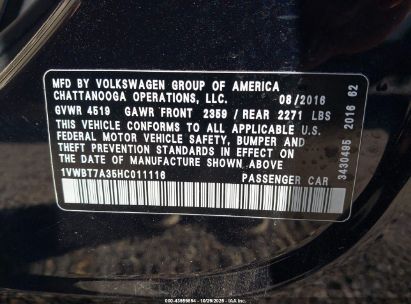 MFD BY VOLKSWAGEN GROUP OF AMERICA
CHATTANOOGA OPERATIONS, LLC. 08/2016
GVWR 4519 GAWR FRONT 2359 / REAR 2271 LBS
THIS VEHICLE CONFORMS TO ALL APPLICABLE U.S.
FEDERAL MOTOR VEHICLE SAFETY, BUMPER AND
THEFT PREVENTION STANDARDS IN EFFECT ON
THE DATE OF MANUFACTURE SHOWN ABOVE
1VWBT7A35HC011116 PASSENGER CAR
3430495 2016 62